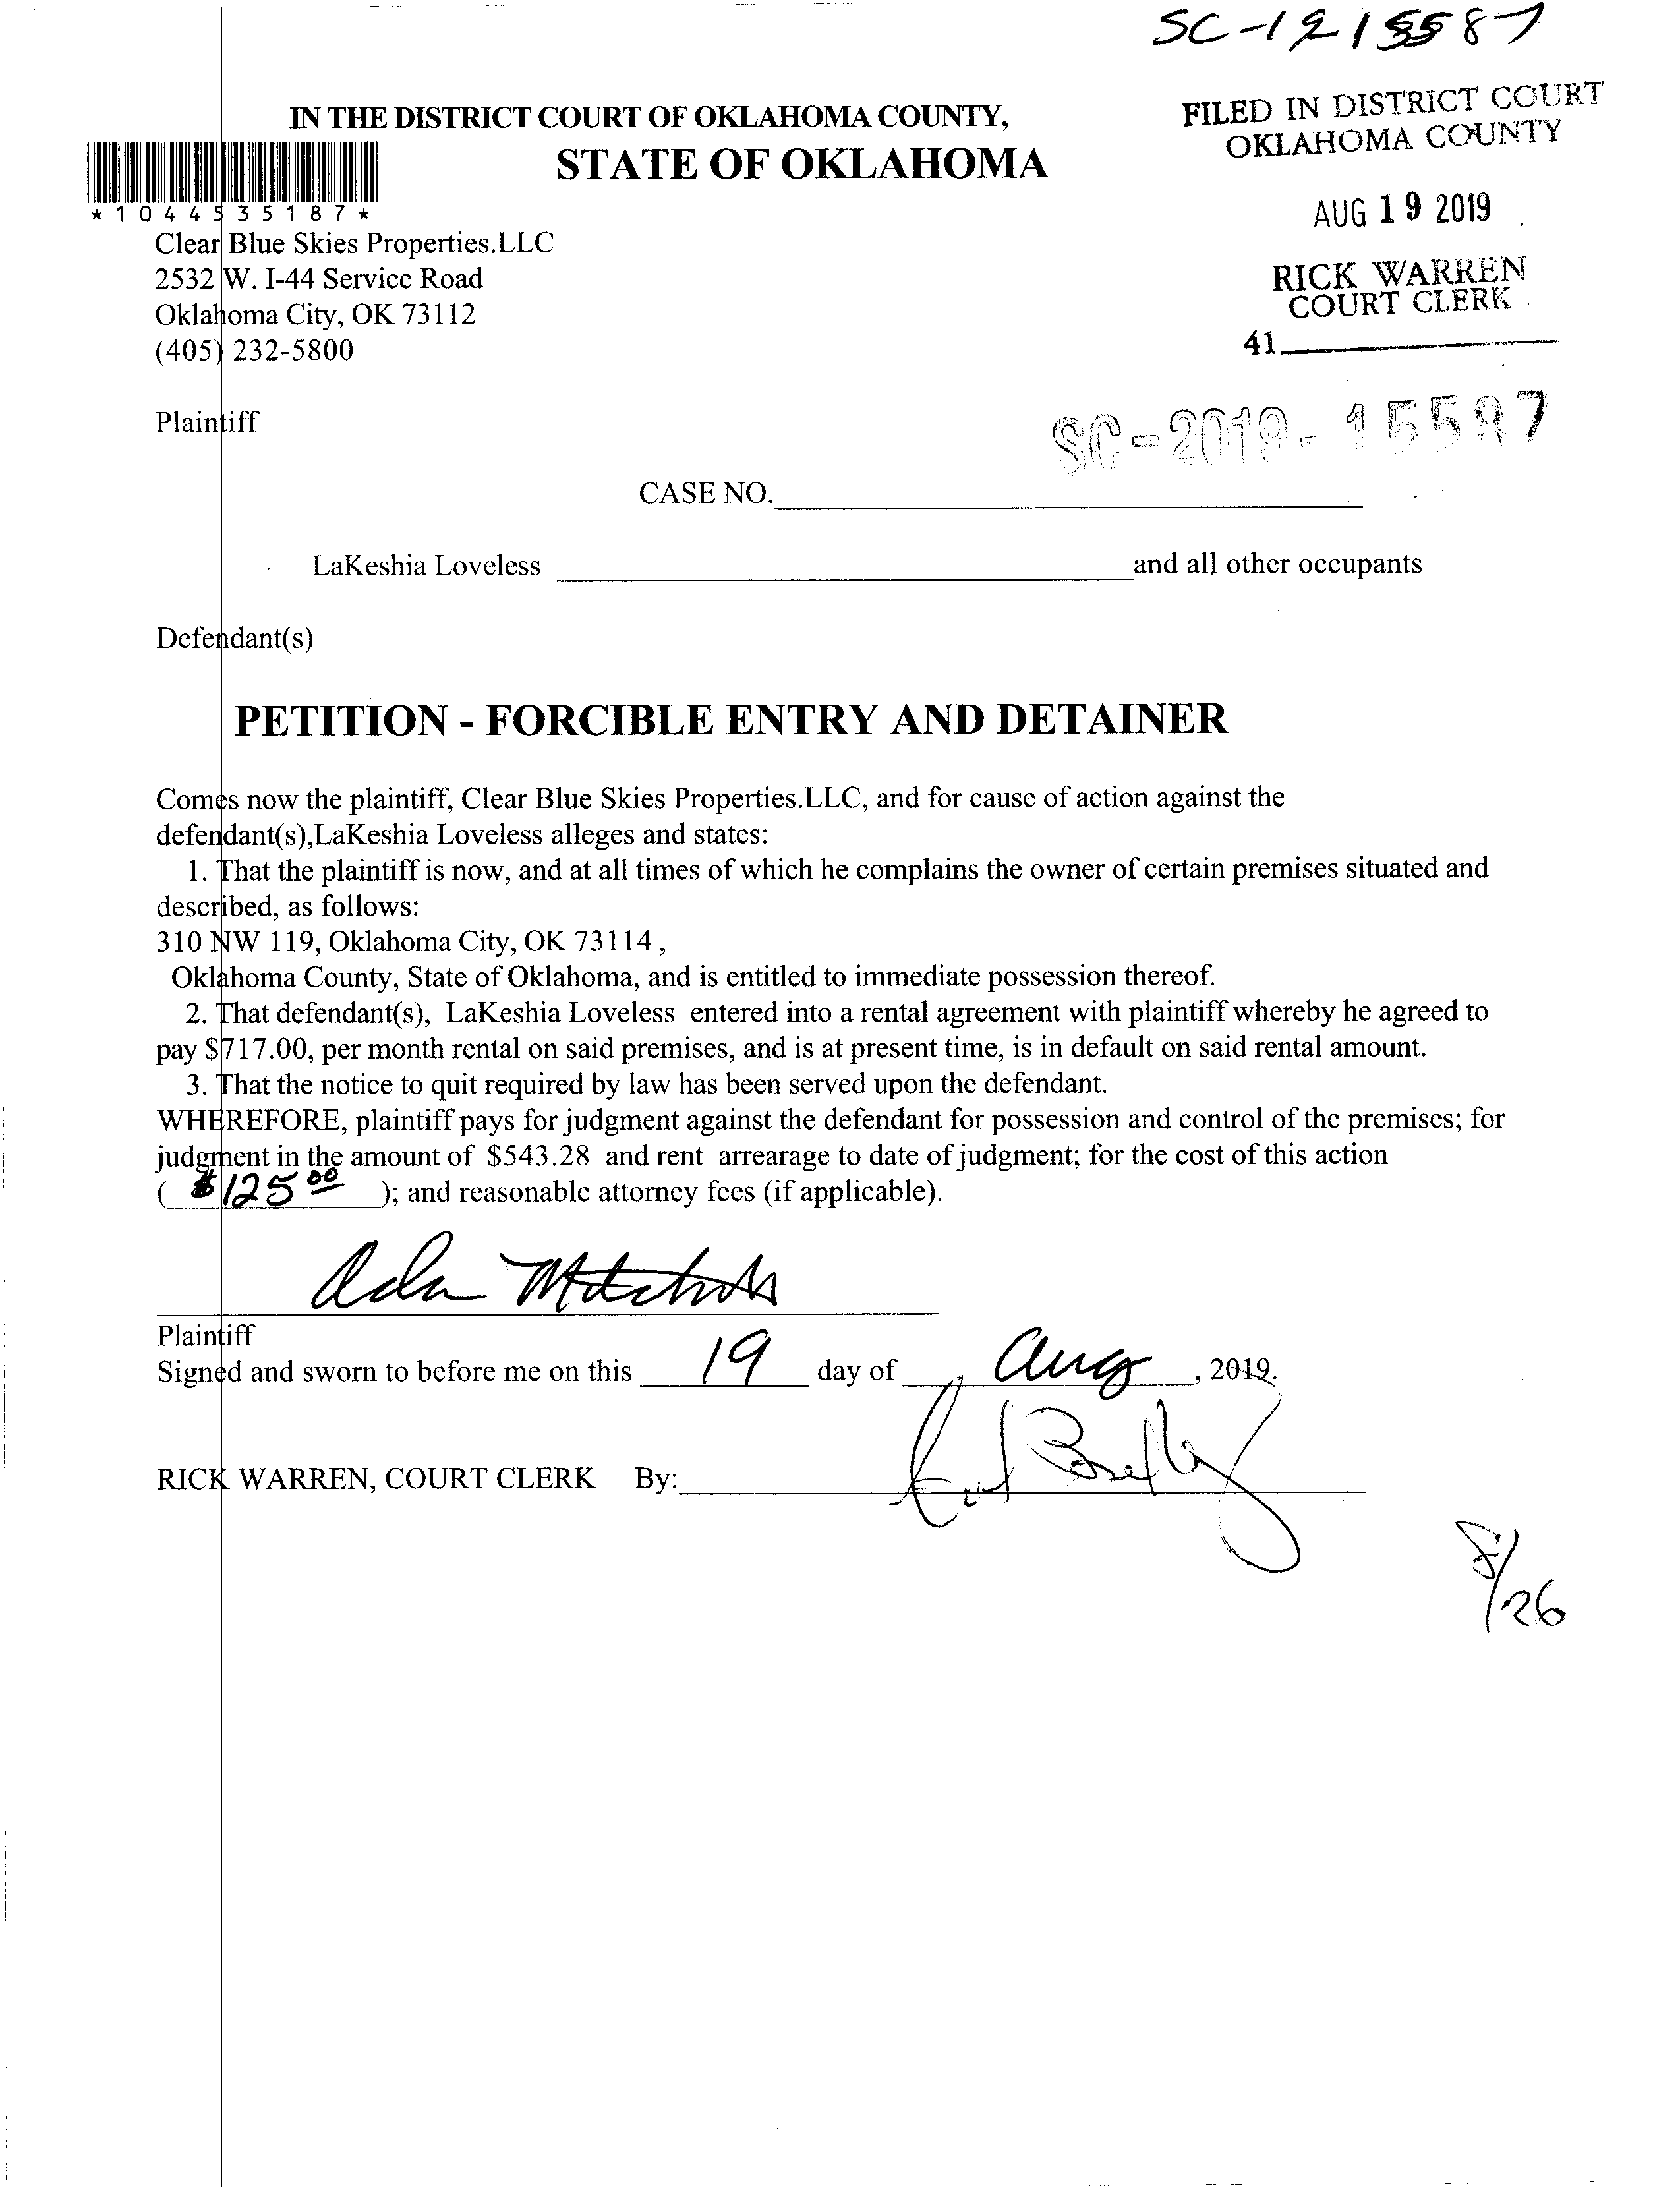 SC-19 15587
IN THE DISTRICT COURT OF OKLAHOMA COUNTY,
STATE OF OKLAHOMA
FILED IN DISTRICT COURT
OKLAHOMA COUNTY
AUG 19 2019
RICK WARREN
COURT CLERK
41
*1044535187*
Clear Blue Skies Properties.LLC
2532 W. I-44 Service Road
Oklahoma City, OK 73112
(405) 232-5800
Plaintiff
SC-2019-15587
CASE NO.
LaKeshia Loveless and all other occupants
Defendant(s)
PETITION - FORCIBLE ENTRY AND DETAINER
Comes now the plaintiff, Clear Blue Skies Properties.LLC, and for cause of action against the
defendant(s),LaKeshia Loveless alleges and states:
1. That the plaintiff is now, and at all times of which he complains the owner of certain premises situated and
described, as follows:
310 NW 119, Oklahoma City, OK 73114 ,
Oklahoma County, State of Oklahoma, and is entitled to immediate possession thereof.
2. That defendant(s), LaKeshia Loveless entered into a rental agreement with plaintiff whereby he agreed to
pay $717.00, per month rental on said premises, and is at present time, is in default on said rental amount.
3. That the notice to quit required by law has been served upon the defendant.
WHEREFORE, plaintiff pays for judgment against the defendant for possession and control of the premises; for
judgment in the amount of $543.28 and rent arrearage to date of judgment; for the cost of this action
( $125 00 ); and reasonable attorney fees (if applicable).
Plaintiff
Signed and sworn to before me on this 19 day of Aug, 2019.
RICK WARREN, COURT CLERK By:
8/26